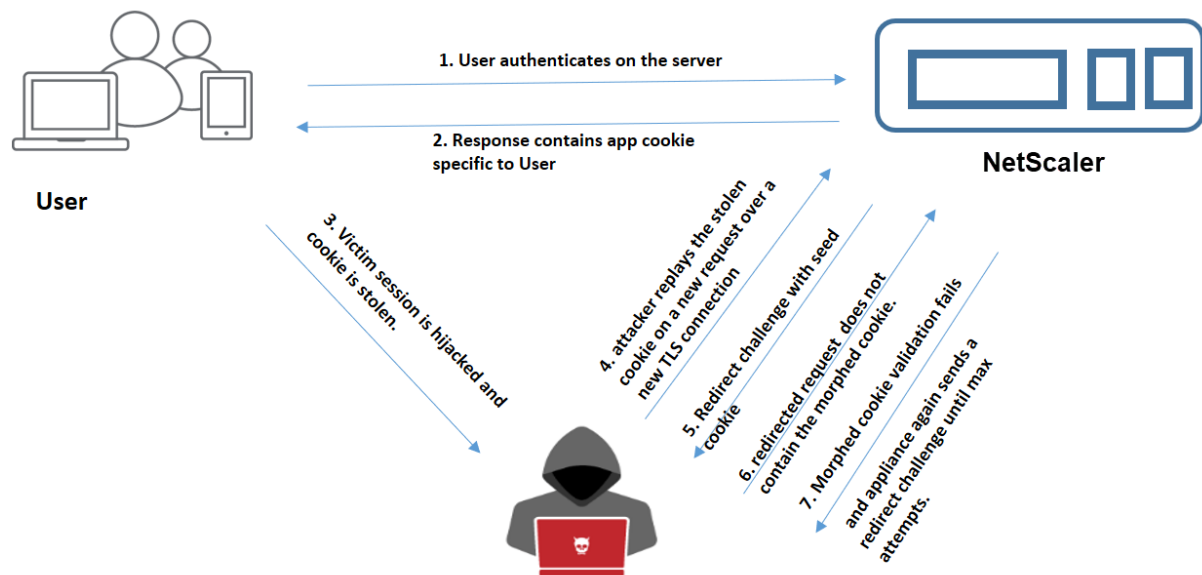 1. User authenticates on the server
2. Response contains app cookie
specific to User
NetScaler
User
3. Victim session is hijacked and
cookie is stolen.
4. attacker replays the stolen
cookie on a new request over a
new TLS connection
5. Redirect challenge with seed
cookie
6. redirected request does not
contain the morphed cookie.
7. Morphed cookie validation fails
and appliance again sends a
redirect challenge until max
attempts.